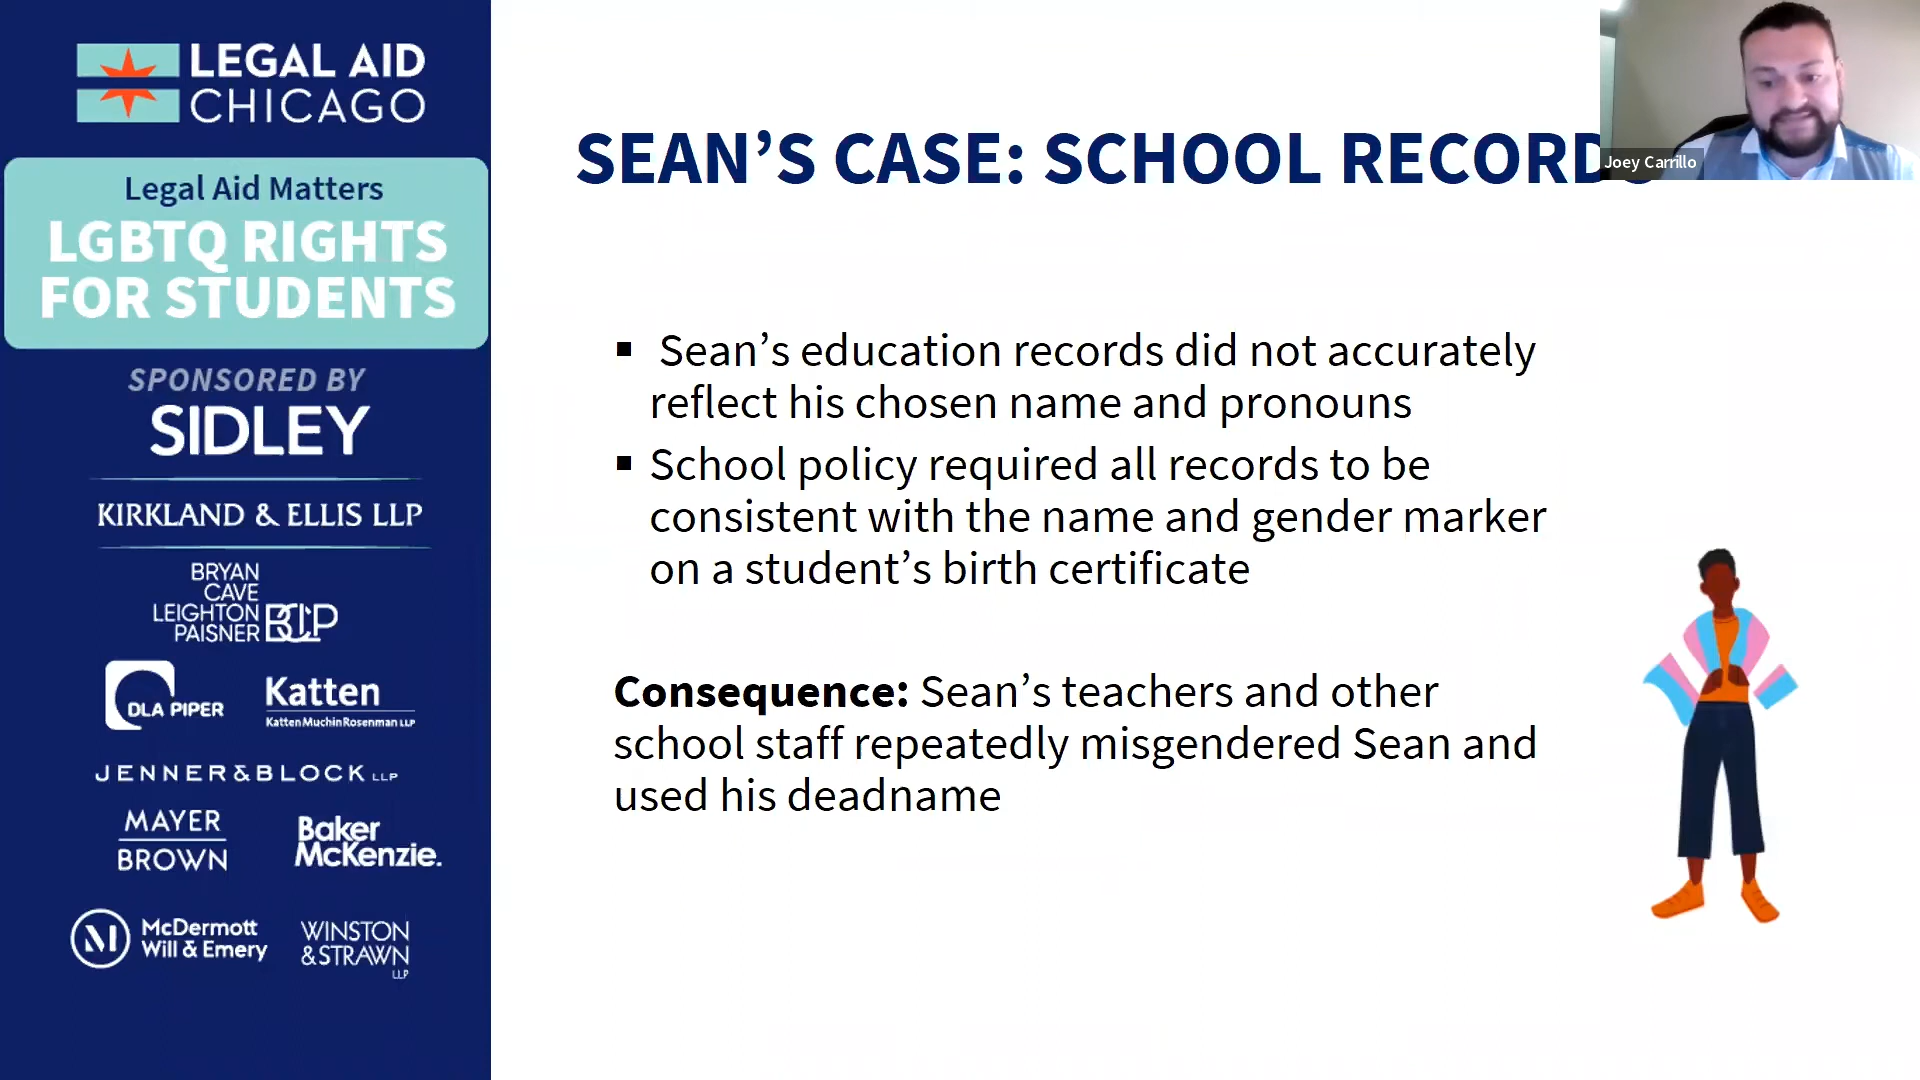 LEGAL AID
CHICAGO
Legal Aid Matters
LGBTQ RIGHTS
FOR STUDENTS
SPONSORED BY
SIDLEY
KIRKLAND & ELLIS LLP
BRYAN
CAVE
LEIGHTON
PAISNER BCLP
DLA PIPER
Katten
Katten Muchin Rosenman LLP
JENNER & BLOCK LLP
MAYER
BROWN
Baker
McKenzie.
M McDermott
Will & Emery
WINSTON
& STRAWN
LLP
SEAN’S CASE: SCHOOL RECORD
Joey Carrillo
▪ Sean’s education records did not accurately
reflect his chosen name and pronouns
▪ School policy required all records to be
consistent with the name and gender marker
on a student’s birth certificate
Consequence: Sean’s teachers and other
school staff repeatedly misgendered Sean and
used his deadname